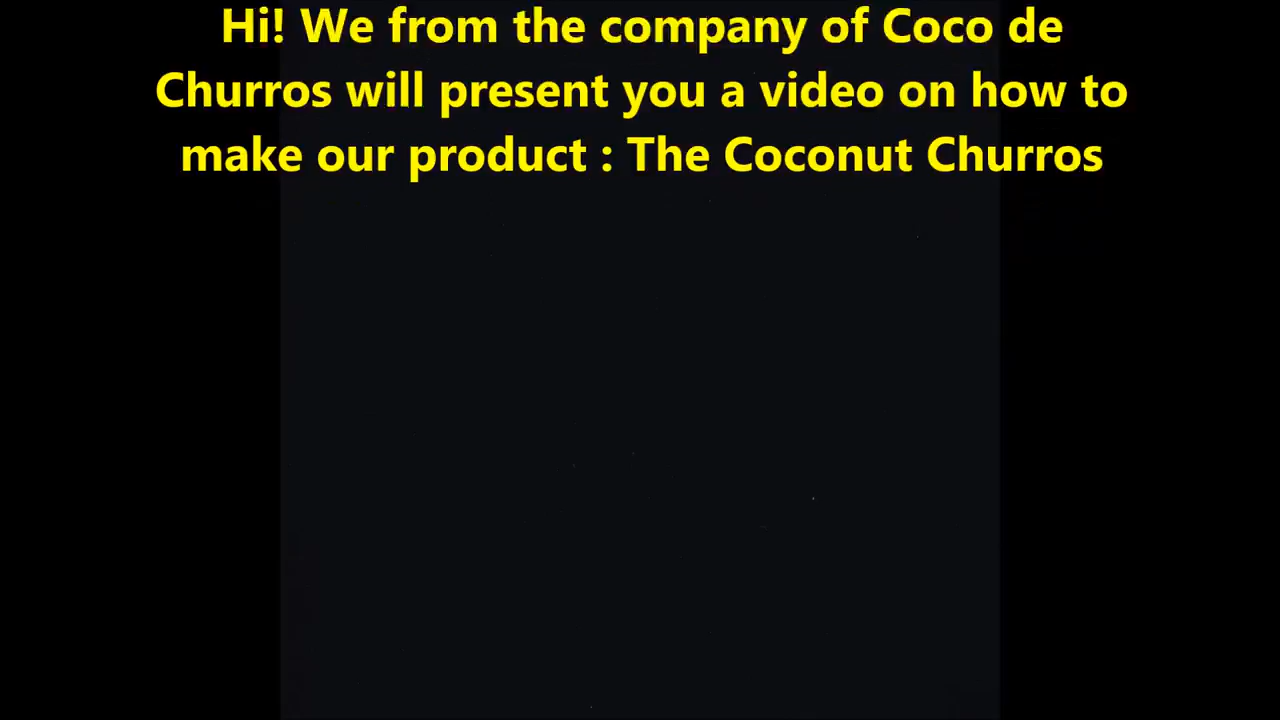 Hi! We from the company of Coco de
Churros will present you a video on how to
make our product : The Coconut Churros